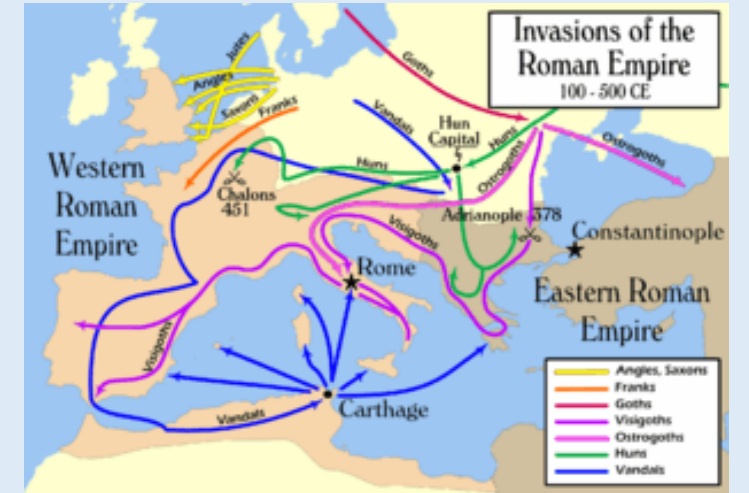 Invasions of the
Roman Empire
100 - 500 CE
Jutes
Angles
Saxons
Franks
Goths
Vandals
Hun
Capital
Huns
Huns
Ostrogoths
Ostrogoths
Western
Roman
Empire
Chalons
451
Visigoths
Adrianople 378
Constantinople
Rome
Eastern Roman
Empire
Visigoths
Carthage
Vandals
Angles, Saxons
Franks
Goths
Visigoths
Ostrogoths
Huns
Vandals